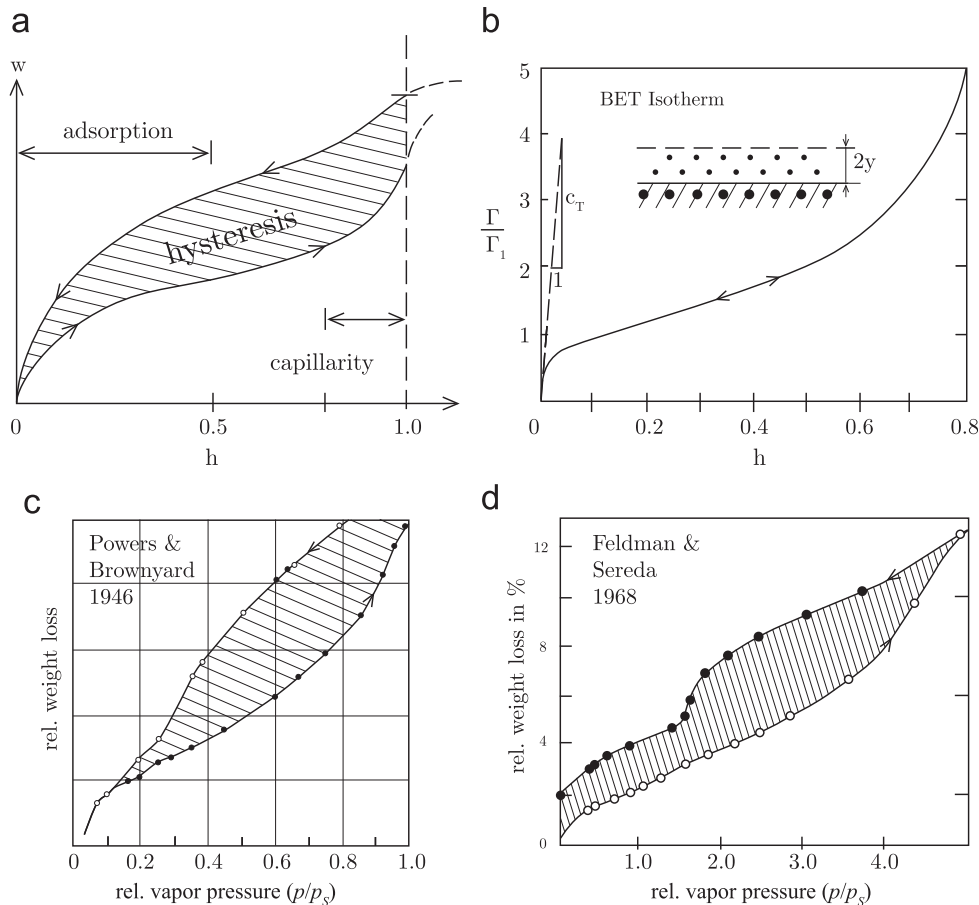 a
w
adsorption
hysteresis
capillarity
0
0.5
1.0
h
b
5
4
3
2
1
Γ
Γ₁
BET Isotherm
2y
c_T
1
0
0.2
0.4
0.6
0.8
h
c
Powers &
Brownyard
1946
rel. weight loss
0
0.2
0.4
0.6
0.8
1.0
rel. vapor pressure (p/p_s)
d
Feldman &
Sereda
1968
rel. weight loss in %
12
8
4
0
1.0
2.0
3.0
4.0
rel. vapor pressure (p/p_s)